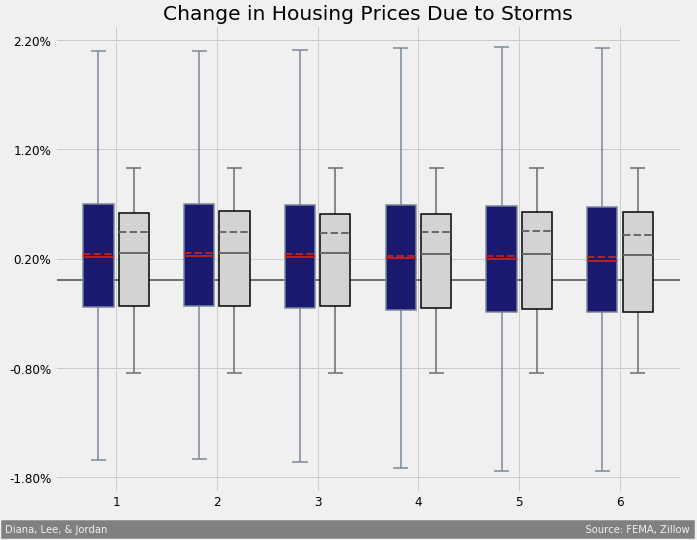 Change in Housing Prices Due to Storms
2.20%
1.20%
0.20%
-0.80%
-1.80%
1 2 3 4 5 6
Diana, Lee, & Jordan Source: FEMA, Zillow